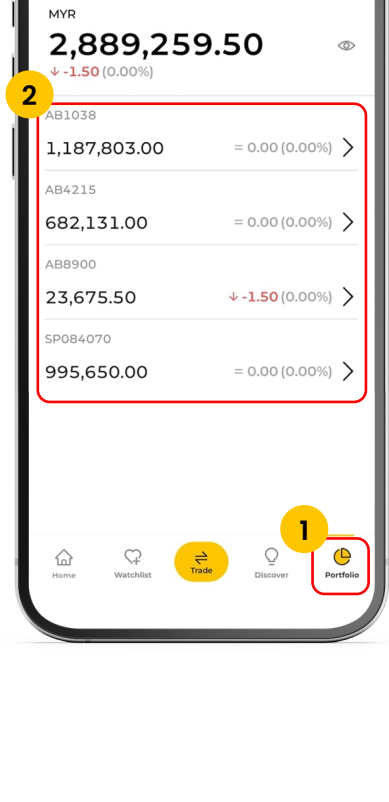 MYR
2,889,259.50
↓ -1.50 (0.00%)
2
AB1038
1,187,803.00 = 0.00 (0.00%)
AB4215
682,131.00 = 0.00 (0.00%)
AB8900
23,675.50 ↓ -1.50 (0.00%)
SP084070
995,650.00 = 0.00 (0.00%)
1
Home Watchlist Trade Discover Portfolio